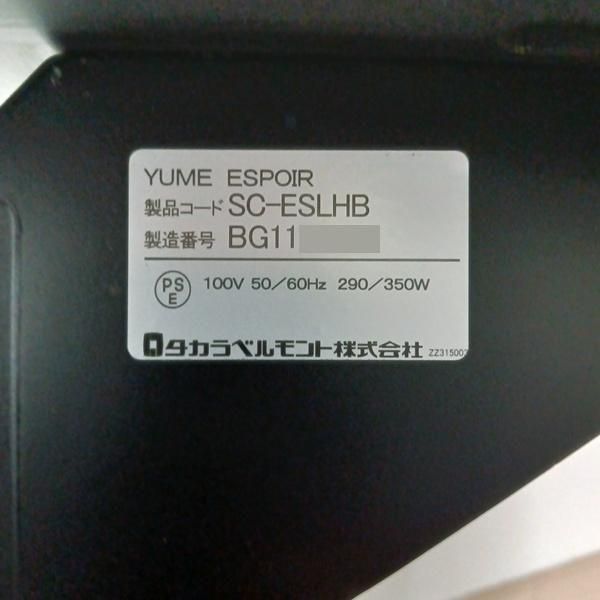 YUME ESPOIR
製品コード SC-ESLHB
製造番号 BG11
PS
E
100V 50/60Hz 290/350W
タカラベルモント株式会社 ZZ31500